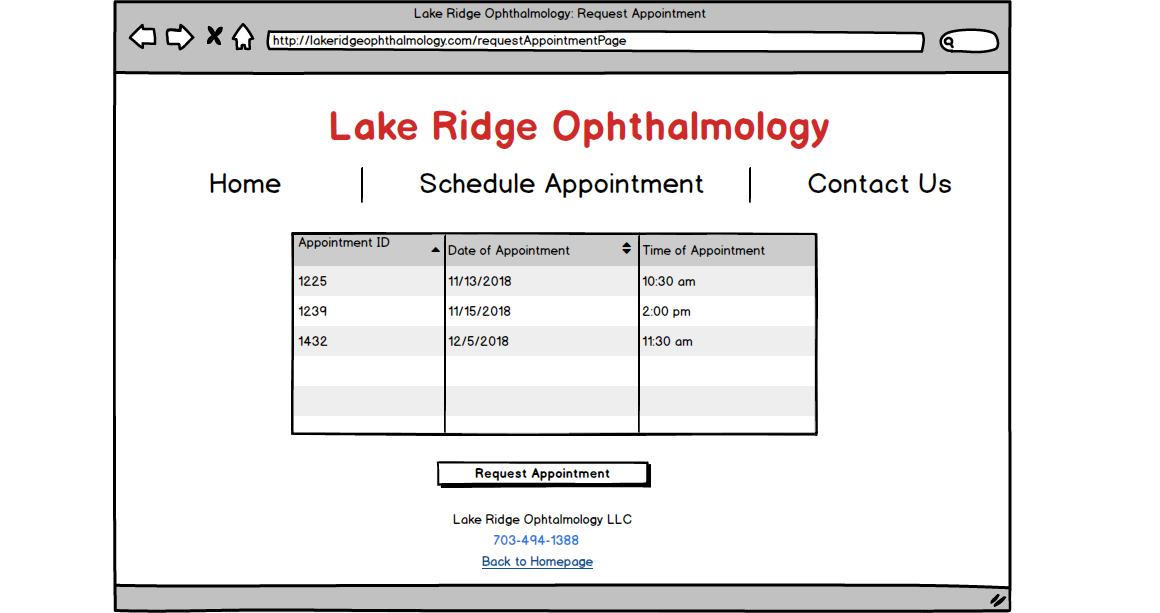 Lake Ridge Ophthalmology: Request Appointment
http://lakeridgeophthalmology.com/requestAppointmentPage
Lake Ridge Ophthalmology
Home Schedule Appointment Contact Us
Appointment ID Date of Appointment Time of Appointment
1225 11/13/2018 10:30 am
1239 11/15/2018 2:00 pm
1432 12/5/2018 11:30 am
Request Appointment
Lake Ridge Ophtalmology LLC
703-494-1388
Back to Homepage